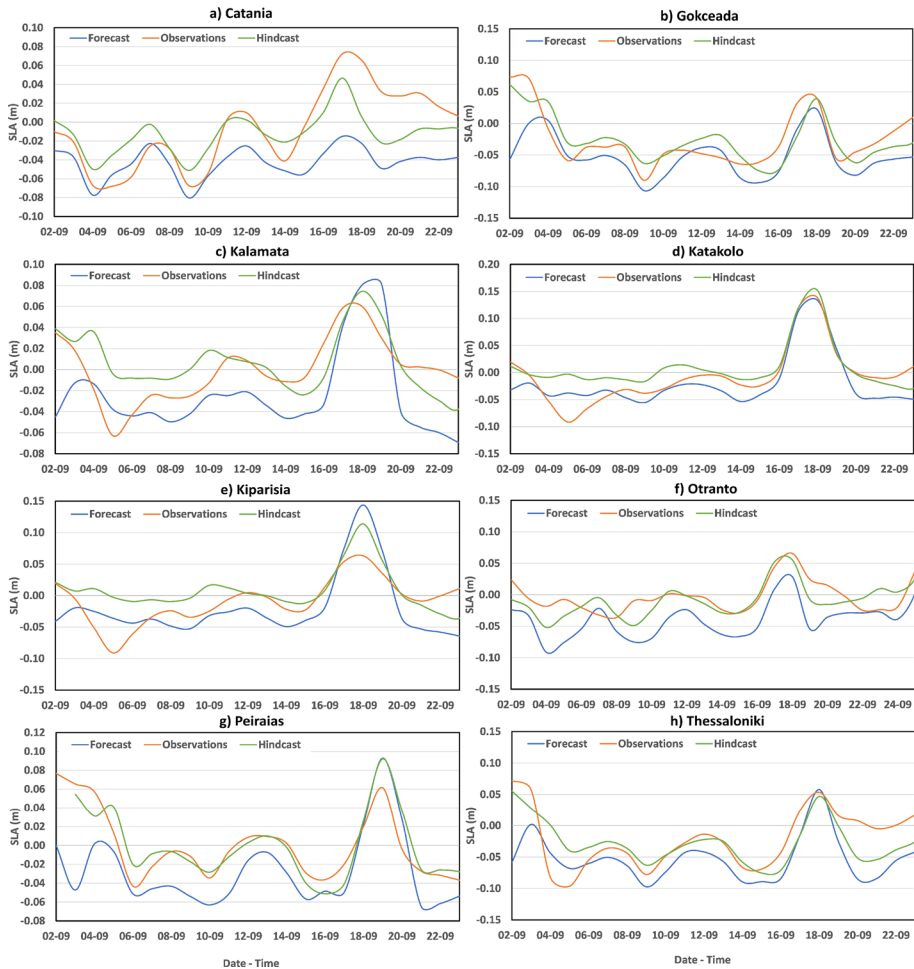 a) Catania
Forecast Observations Hindcast
SLA (m)
0.10
0.08
0.06
0.04
0.02
0.00
-0.02
-0.04
-0.06
-0.08
-0.10
02-09 04-09 06-09 08-09 10-09 12-09 14-09 16-09 18-09 20-09 22-09
b) Gokceada
Forecast Observations Hindcast
SLA (m)
0.10
0.05
0.00
-0.05
-0.10
-0.15
02-09 04-09 06-09 08-09 10-09 12-09 14-09 16-09 18-09 20-09 22-09
c) Kalamata
Forecast Observations Hindcast
SLA (m)
0.10
0.08
0.06
0.04
0.02
0.00
-0.02
-0.04
-0.06
-0.08
02-09 04-09 06-09 08-09 10-09 12-09 14-09 16-09 18-09 20-09 22-09
d) Katakolo
Forecast Observations Hindcast
SLA (m)
0.20
0.15
0.10
0.05
0.00
-0.05
-0.10
-0.15
02-09 04-09 06-09 08-09 10-09 12-09 14-09 16-09 18-09 20-09 22-09
e) Kiparisia
Forecast Observations Hindcast
SLA (m)
0.15
0.10
0.05
0.00
-0.05
-0.10
-0.15
02-09 04-09 06-09 08-09 10-09 12-09 14-09 16-09 18-09 20-09 22-09
f) Otranto
Forecast Observations Hindcast
SLA (m)
0.15
0.10
0.05
0.00
-0.05
-0.10
-0.15
02-09 04-09 06-09 08-09 10-09 12-09 14-09 16-09 18-09 20-09 22-09 24-09
g) Peiraias
Forecast Observations Hindcast
SLA (m)
0.12
0.10
0.08
0.06
0.04
0.02
0.00
-0.02
-0.04
-0.06
-0.08
02-09 04-09 06-09 08-09 10-09 12-09 14-09 16-09 18-09 20-09 22-09
Date - Time
h) Thessaloniki
Forecast Observations Hindcast
SLA (m)
0.15
0.10
0.05
0.00
-0.05
-0.10
-0.15
02-09 04-09 06-09 08-09 10-09 12-09 14-09 16-09 18-09 20-09 22-09
Date - Time